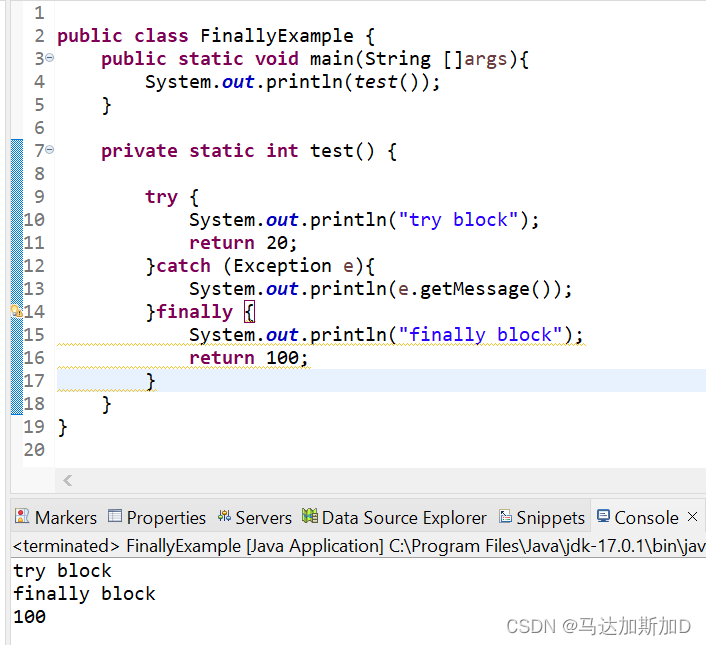 1
2 public class FinallyExample {
3 public static void main(String []args){
4 System.out.println(test());
5 }
6
7 private static int test() {
8
9 try {
10 System.out.println("try block");
11 return 20;
12 }catch (Exception e){
13 System.out.println(e.getMessage());
14 }finally {
15 System.out.println("finally block");
16 return 100;
17 }
18 }
19 }
20
Markers Properties Servers Data Source Explorer Snippets Console
<terminated> FinallyExample [Java Application] C:\Program Files\Java\jdk-17.0.1\bin\jav
try block
finally block
100
CSDN @马达加斯加D